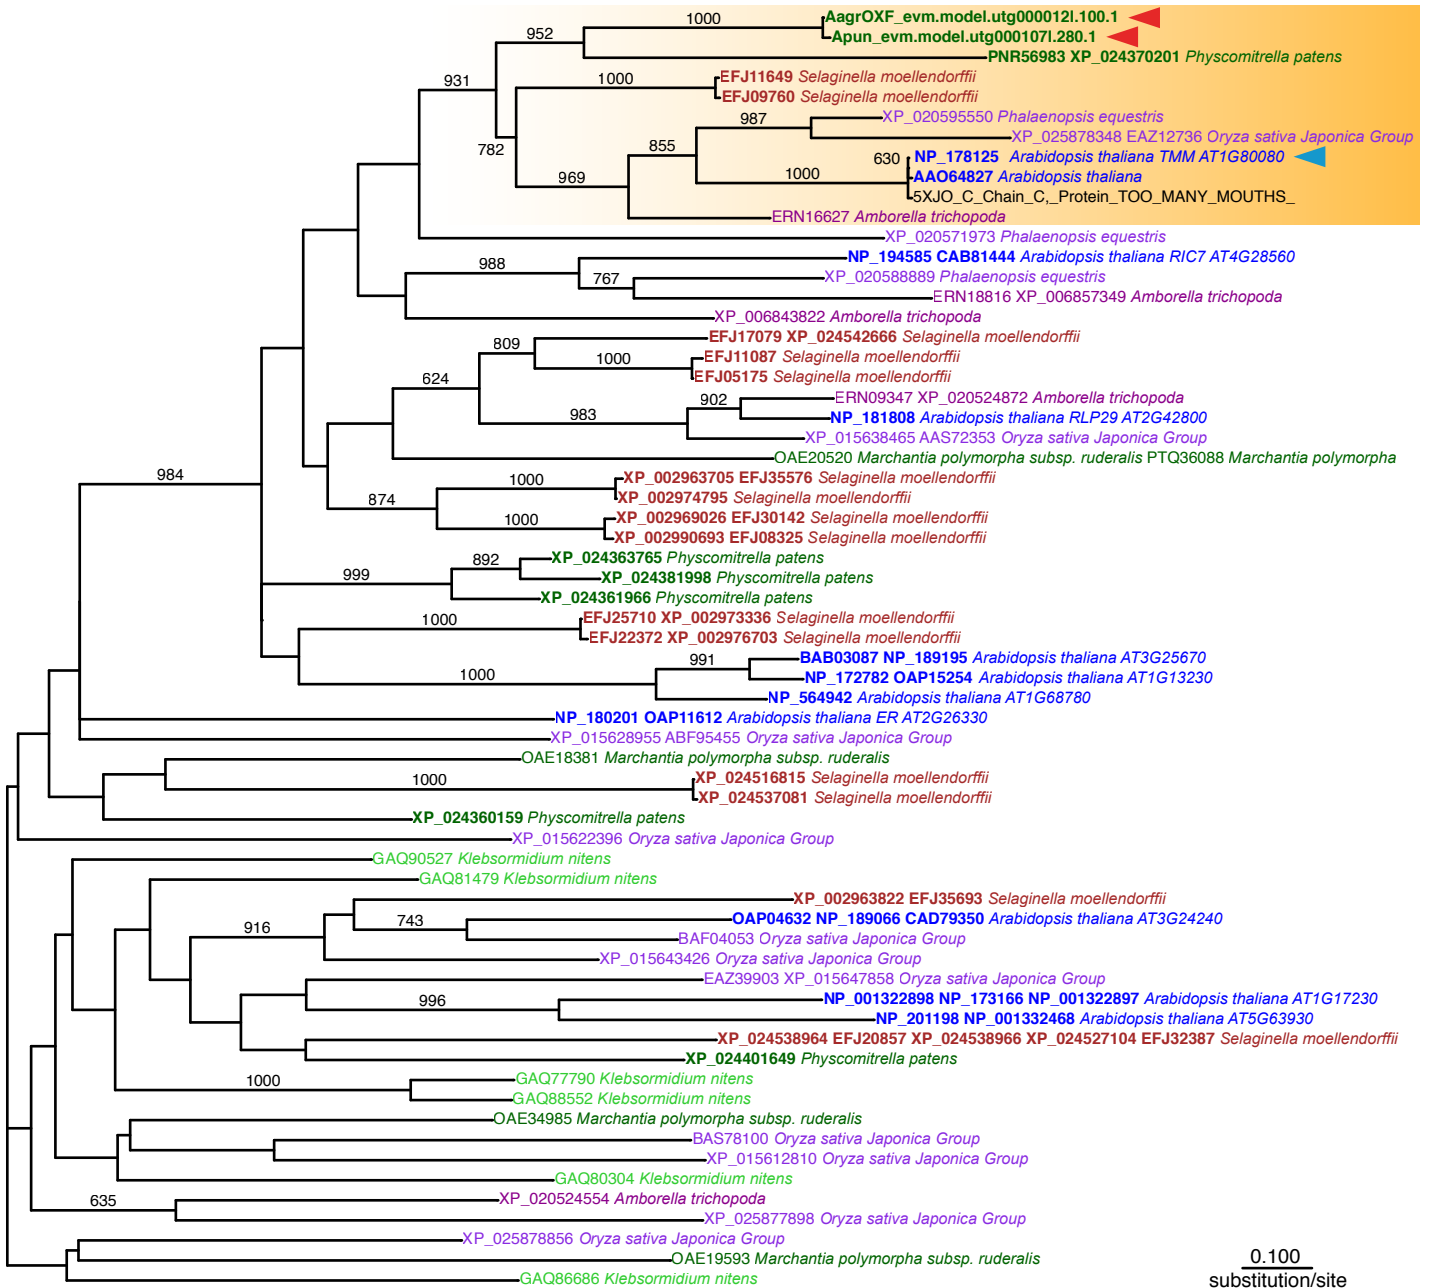 1000
AagrOXF_evm.model.utg000012l.100.1
952
Apun_evm.model.utg000107l.280.1
PNR56983 XP_024370201 Physcomitrella patens
931
1000
EFJ11649 Selaginella moellendorffii
EFJ09760 Selaginella moellendorffii
987
XP_020595550 Phalaenopsis equestris
XP_025878348 EAZ12736 Oryza sativa Japonica Group
782
855
630
NP_178125 Arabidopsis thaliana TMM AT1G80080
969
1000
AAO64827 Arabidopsis thaliana
5XJO_C_Chain_C,_Protein_TOO_MANY_MOUTHS_
ERN16627 Amborella trichopoda
XP_020571973 Phalaenopsis equestris
988
NP_194585 CAB81444 Arabidopsis thaliana RIC7 AT4G28560
767
XP_020588889 Phalaenopsis equestris
ERN18816 XP_006857349 Amborella trichopoda
XP_006843822 Amborella trichopoda
809
EFJ17079 XP_024542666 Selaginella moellendorffii
1000
EFJ11087 Selaginella moellendorffii
624
EFJ05175 Selaginella moellendorffii
902
ERN09347 XP_020524872 Amborella trichopoda
983
NP_181808 Arabidopsis thaliana RLP29 AT2G42800
XP_015638465 AAS72353 Oryza sativa Japonica Group
OAE20520 Marchantia polymorpha subsp. ruderalis PTQ36088 Marchantia polymorpha
984
1000
XP_002963705 EFJ35576 Selaginella moellendorffii
874
XP_002974795 Selaginella moellendorffii
1000
XP_002969026 EFJ30142 Selaginella moellendorffii
XP_002990693 EFJ08325 Selaginella moellendorffii
892
XP_024363765 Physcomitrella patens
999
XP_024381998 Physcomitrella patens
XP_024361966 Physcomitrella patens
1000
EFJ25710 XP_002973336 Selaginella moellendorffii
EFJ22372 XP_002976703 Selaginella moellendorffii
991
BAB03087 NP_189195 Arabidopsis thaliana AT3G25670
1000
NP_172782 OAP15254 Arabidopsis thaliana AT1G13230
NP_564942 Arabidopsis thaliana AT1G68780
NP_180201 OAP11612 Arabidopsis thaliana ER AT2G26330
XP_015628955 ABF95455 Oryza sativa Japonica Group
OAE18381 Marchantia polymorpha subsp. ruderalis
1000
XP_024516815 Selaginella moellendorffii
XP_024537081 Selaginella moellendorffii
XP_024360159 Physcomitrella patens
XP_015622396 Oryza sativa Japonica Group
GAQ90527 Klebsormidium nitens
GAQ81479 Klebsormidium nitens
XP_002963822 EFJ35693 Selaginella moellendorffii
916
743
OAP04632 NP_189066 CAD79350 Arabidopsis thaliana AT3G24240
BAF04053 Oryza sativa Japonica Group
XP_015643426 Oryza sativa Japonica Group
EAZ39903 XP_015647858 Oryza sativa Japonica Group
996
NP_001322898 NP_173166 NP_001322897 Arabidopsis thaliana AT1G17230
NP_201198 NP_001332468 Arabidopsis thaliana AT5G63930
XP_024538964 EFJ20857 XP_024538966 XP_024527104 EFJ32387 Selaginella moellendorffii
XP_024401649 Physcomitrella patens
1000
GAQ77790 Klebsormidium nitens
GAQ88552 Klebsormidium nitens
OAE34985 Marchantia polymorpha subsp. ruderalis
BAS78100 Oryza sativa Japonica Group
XP_015612810 Oryza sativa Japonica Group
GAQ80304 Klebsormidium nitens
635
XP_020524554 Amborella trichopoda
XP_025877898 Oryza sativa Japonica Group
XP_025878856 Oryza sativa Japonica Group
OAE19593 Marchantia polymorpha subsp. ruderalis
GAQ86686 Klebsormidium nitens
0.100
substitution/site